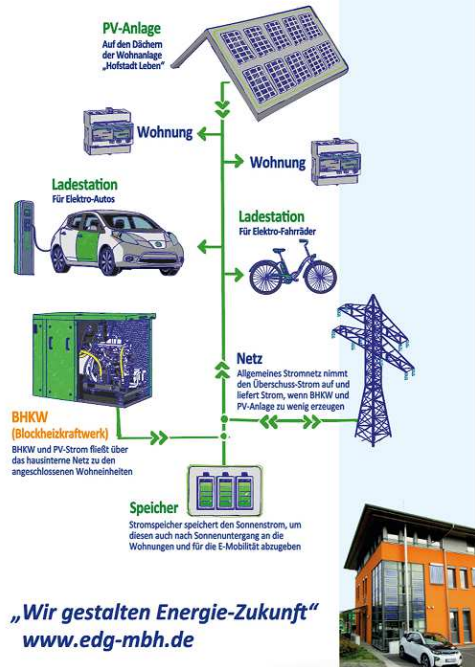 PV-Anlage
Auf den Dächern
der Wohnanlage
„Hofstadt Leben"
Wohnung
Wohnung
Ladestation
Für Elektro-Autos
Ladestation
Für Elektro-Fahrräder
Netz
Allgemeines Stromnetz nimmt
den Überschuss-Strom auf und
liefert Strom, wenn BHKW und
PV-Anlage zu wenig erzeugen
BHKW
(Blockheizkraftwerk)
BHKW und PV-Strom fließt über
das hausinterne Netz zu den
angeschlossenen Wohneinheiten
Speicher
Stromspeicher speichert den Sonnenstrom, um
diesen auch nach Sonnenuntergang an die
Wohnungen und für die E-Mobilität abzugeben
„Wir gestalten Energie-Zukunft"
www.edg-mbh.de